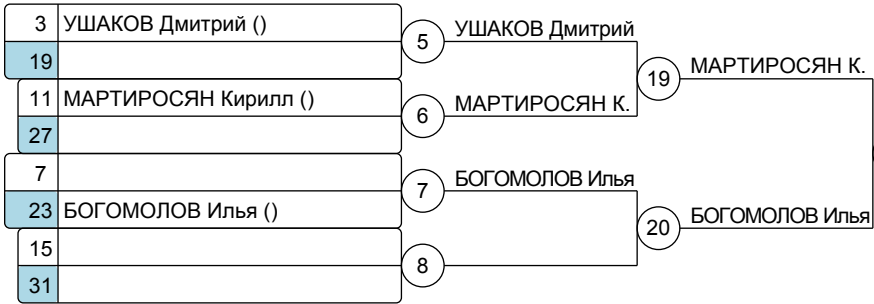 3 УШАКОВ Дмитрий ()
19
5 УШАКОВ Дмитрий
11 МАРТИРОСЯН Кирилл ()
27
6 МАРТИРОСЯН К.
19 МАРТИРОСЯН К.
7
23 БОГОМОЛОВ Илья ()
7 БОГОМОЛОВ Илья
15
31
8
20 БОГОМОЛОВ Илья